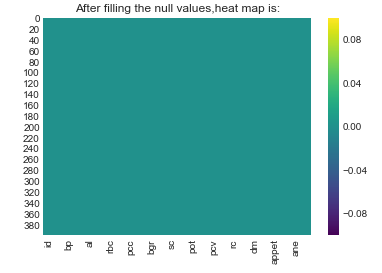 After filling the null values,heat map is:
0
20
40
60
80
100
120
140
160
180
200
220
240
260
280
300
320
340
360
380
0.08
0.04
0.00
−0.04
−0.08
id
bp
al
rbc
pcc
bgr
sc
pot
pcv
rc
dm
appet
ane